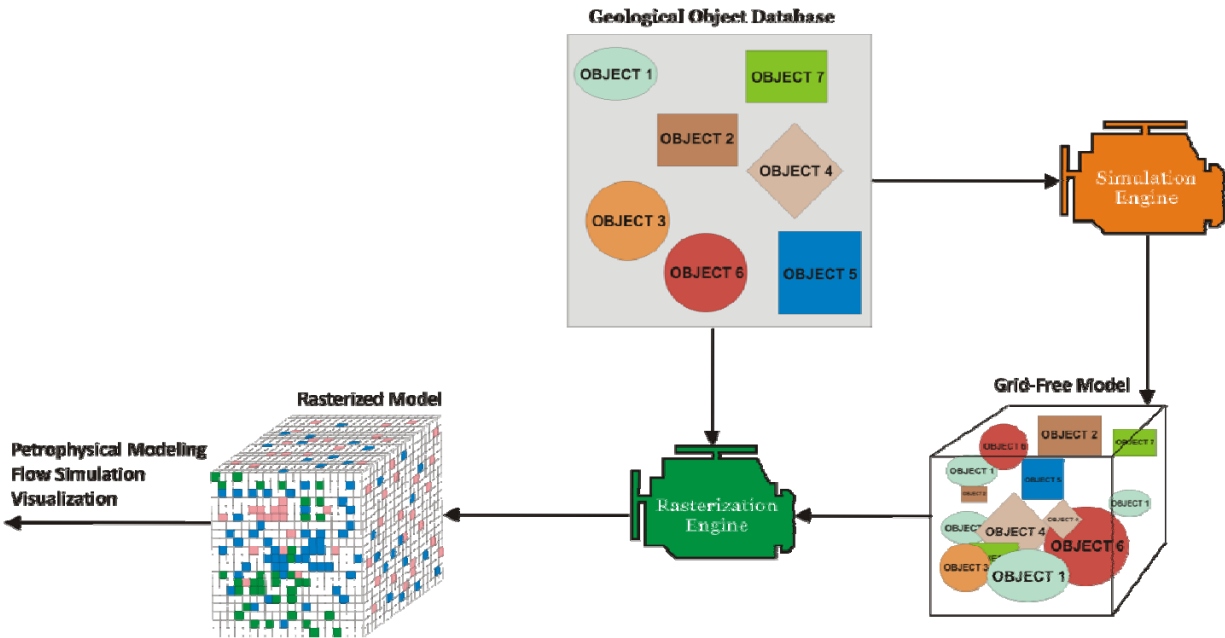 Geological Object Database
OBJECT 1
OBJECT 7
OBJECT 2
OBJECT 4
OBJECT 3
OBJECT 6
OBJECT 5
Simulation
Engine
Grid-Free Model
OBJECT 6
OBJECT 2
OBJECT 7
OBJECT 1
OBJECT 5
OBJECT 2
OBJECT 1
OBJECT 4
OBJECT 6
OBJECT 3
OBJECT 1
Rasterization
Engine
Rasterized Model
Petrophysical Modeling
Flow Simulation
Visualization